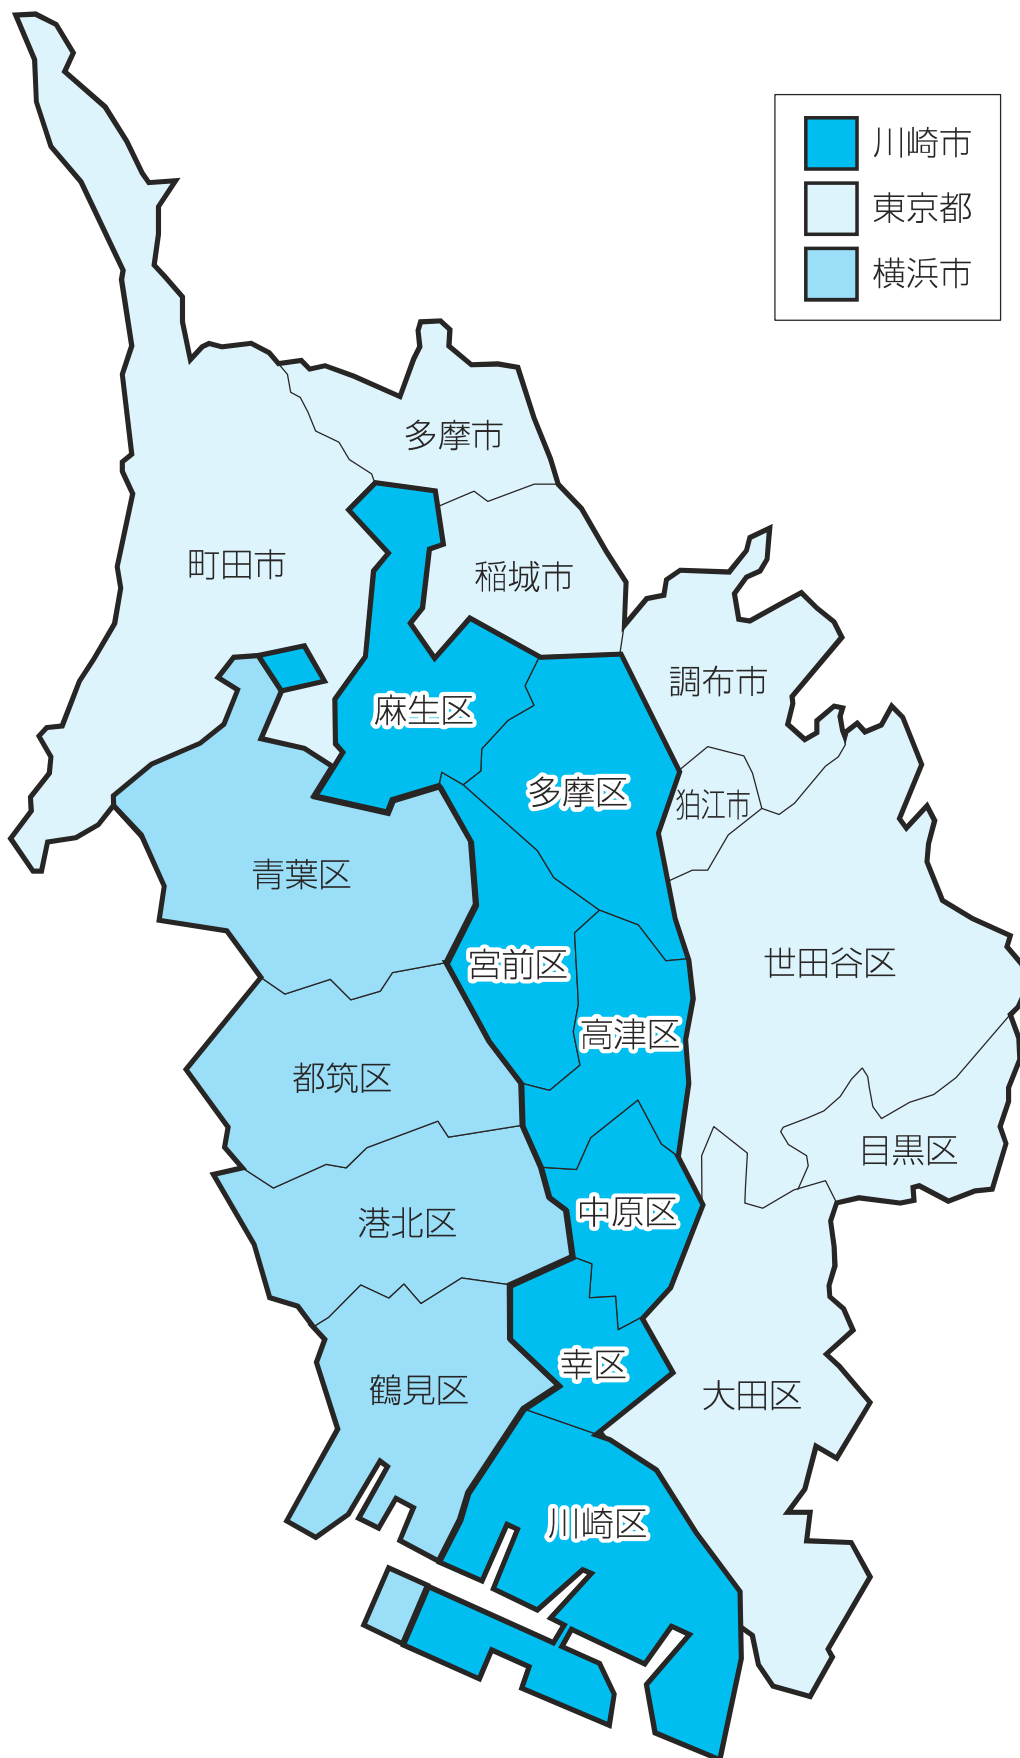 川崎市
東京都
横浜市
多摩市
町田市
稲城市
調布市
麻生区
多摩区
狛江市
青葉区
宮前区
世田谷区
高津区
都筑区
目黒区
中原区
港北区
幸区
鶴見区
大田区
川崎区